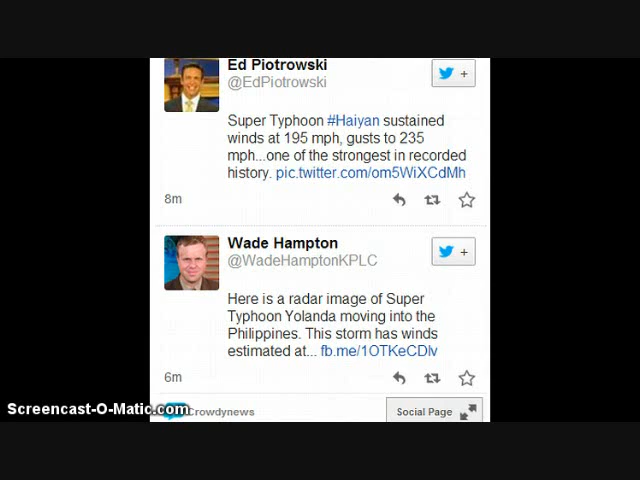 Ed Piotrowski
@EdPiotrowski
+
Super Typhoon #Haiyan sustained
winds at 195 mph, gusts to 235
mph...one of the strongest in recorded
history. pic.twitter.com/om5WiXCdMh
8m
Wade Hampton
@WadeHamptonKPLC
+
Here is a radar image of Super
Typhoon Yolanda moving into the
Philippines. This storm has winds
estimated at... fb.me/1OTKeCDlv
6m
Screencast-O-Matic.com
Crowdynews
Social Page